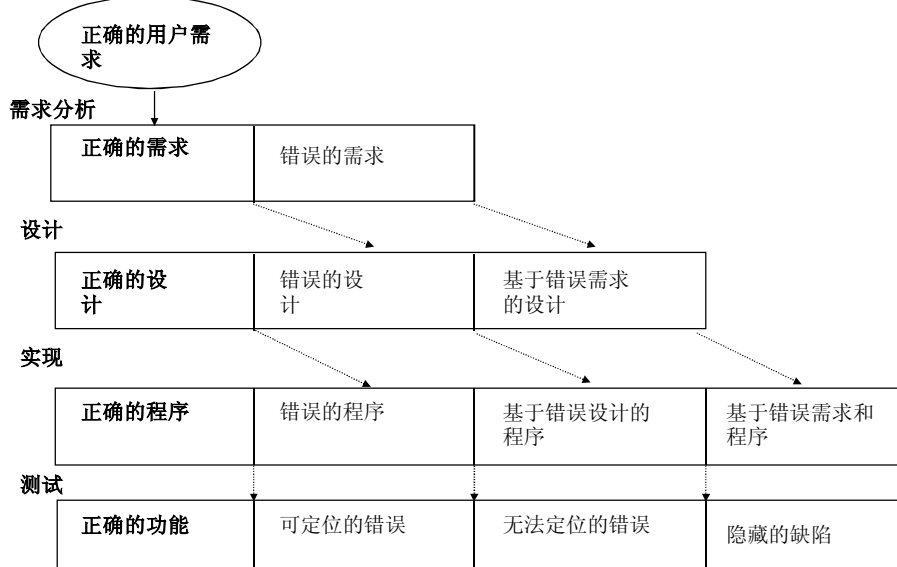 正确的用户需
求
需求分析
正确的需求
错误的需求
设计
正确的设
计
错误的设
计
基于错误需求
的设计
实现
正确的程序
错误的程序
基于错误设计的
程序
基于错误需求和
程序
测试
正确的功能
可定位的错误
无法定位的错误
隐藏的缺陷